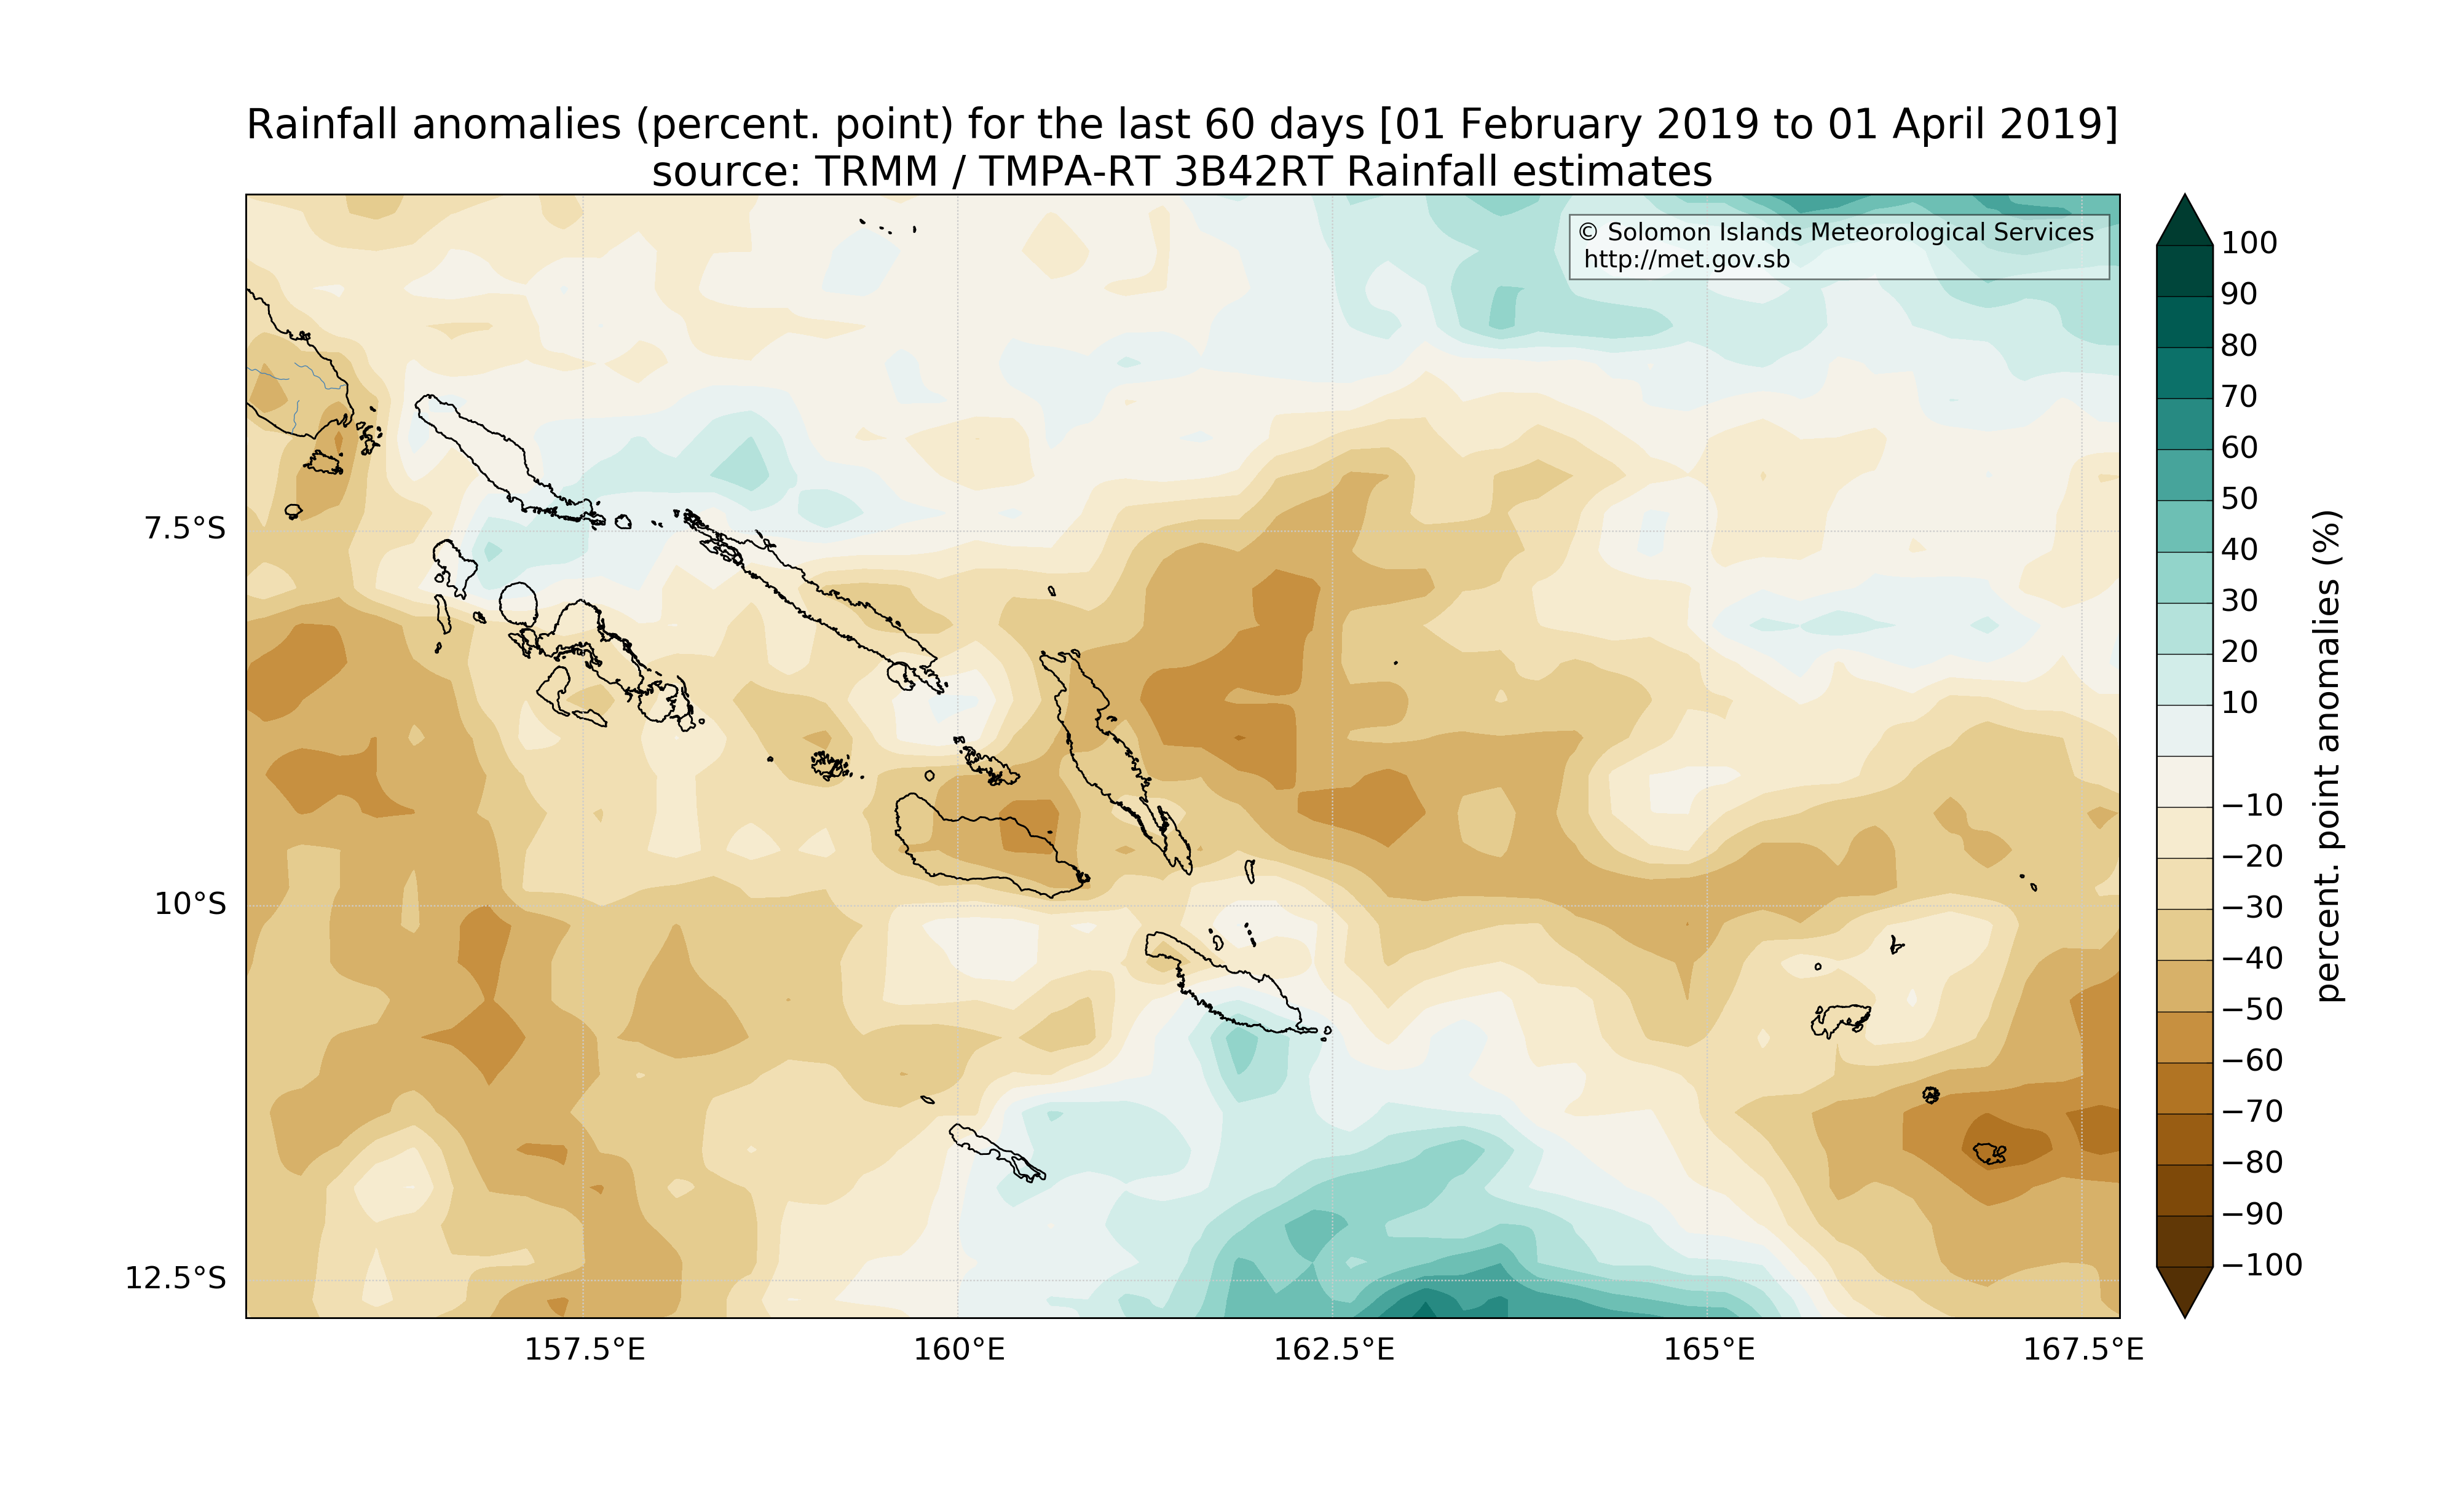 Rainfall anomalies (percent. point) for the last 60 days [01 February 2019 to 01 April 2019]
source: TRMM / TMPA-RT 3B42RT Rainfall estimates
© Solomon Islands Meteorological Services
http://met.gov.sb
7.5°S
10°S
12.5°S
157.5°E
160°E
162.5°E
165°E
167.5°E
100
90
80
70
60
50
40
30
20
10
−10
−20
−30
−40
−50
−60
−70
−80
−90
−100
percent. point anomalies (%)